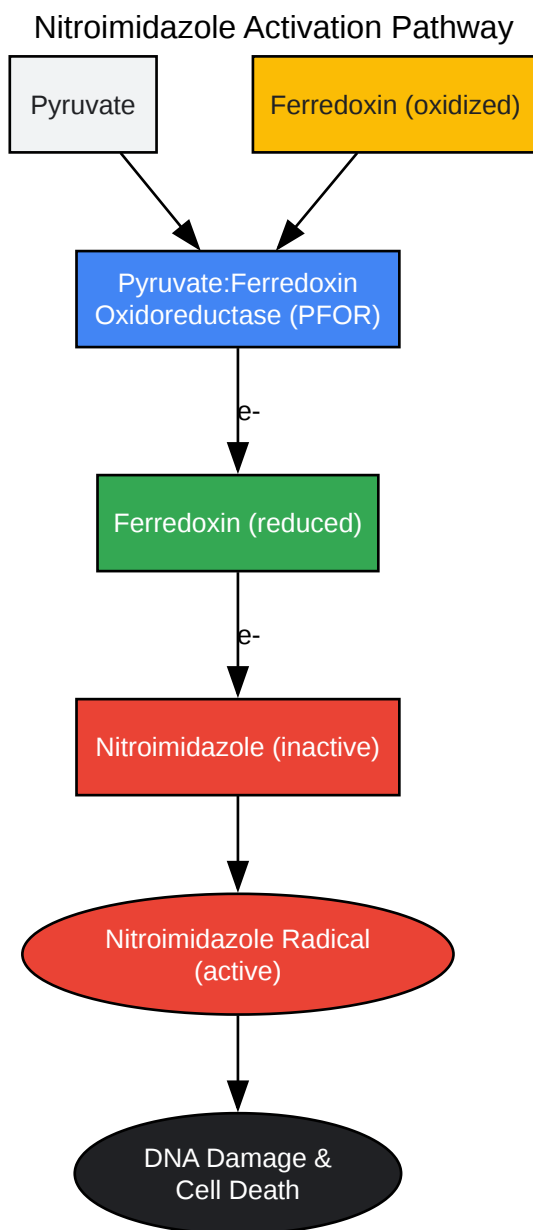 Nitroimidazole Activation Pathway
Pyruvate
Ferredoxin (oxidized)
Pyruvate:Ferredoxin
Oxidoreductase (PFOR)
e-
Ferredoxin (reduced)
e-
Nitroimidazole (inactive)
Nitroimidazole Radical
(active)
DNA Damage &
Cell Death